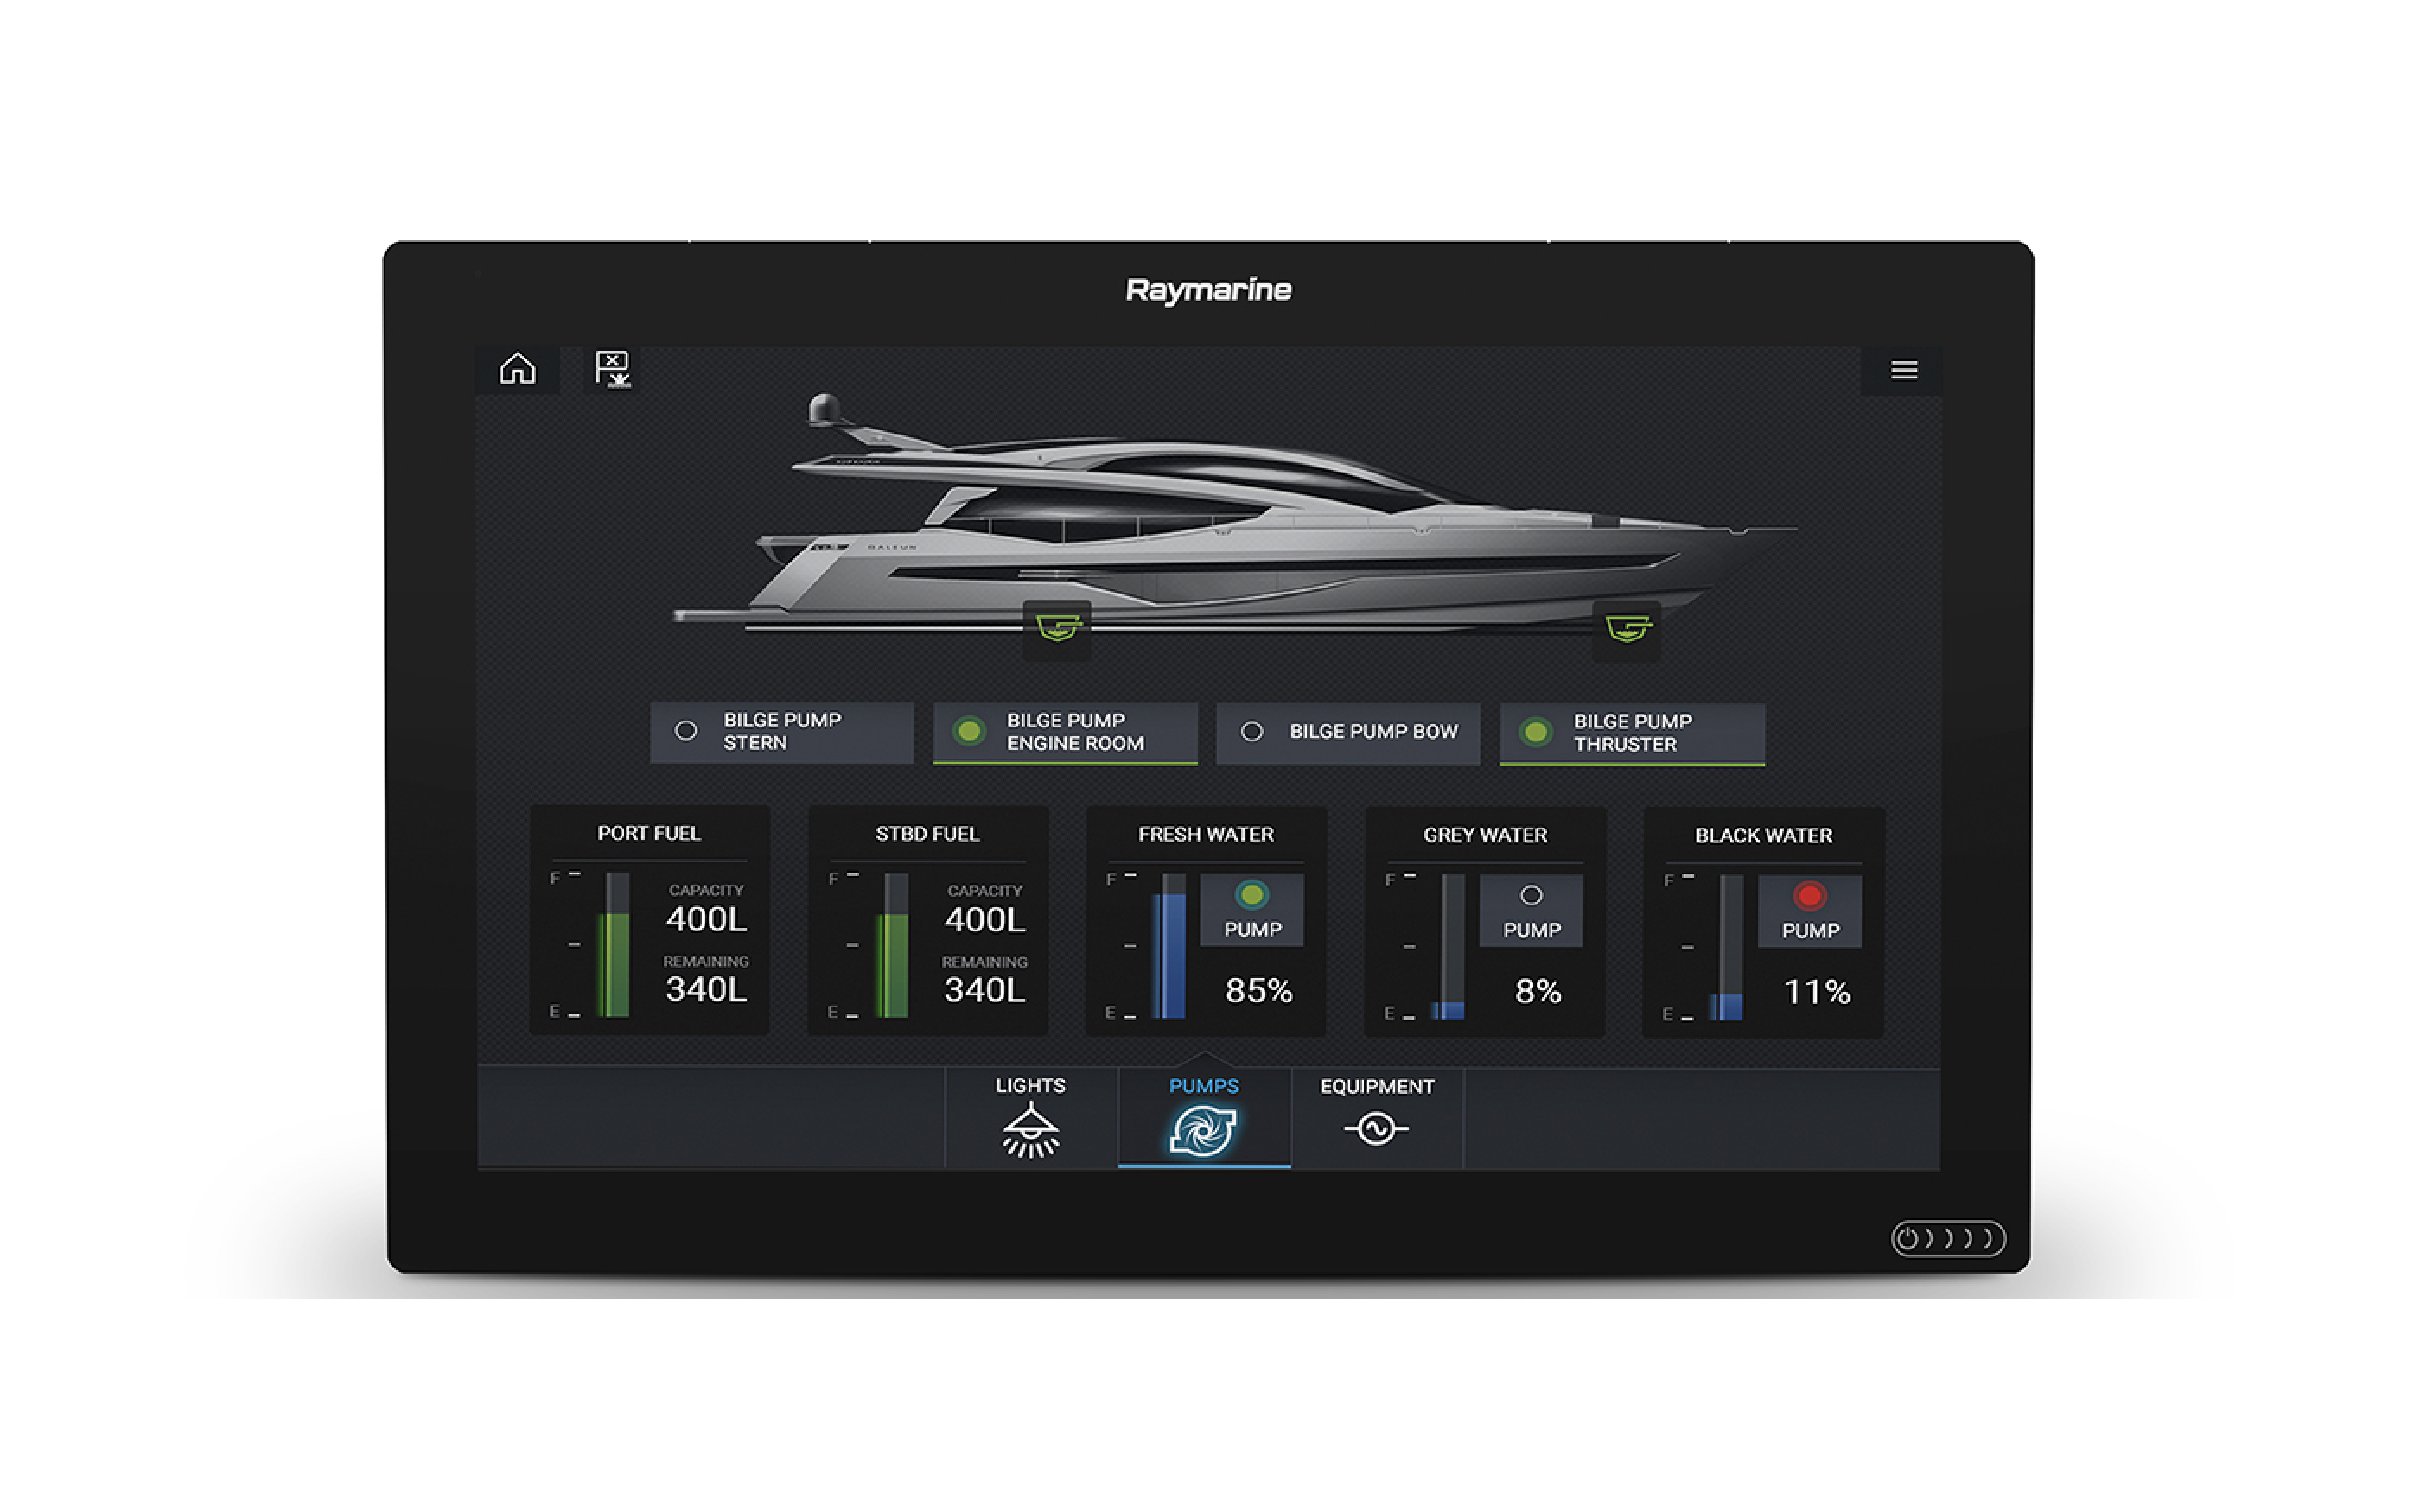 Raymarine
GALEON
BILGE PUMP
STERN
BILGE PUMP
ENGINE ROOM
BILGE PUMP BOW
BILGE PUMP
THRUSTER
PORT FUEL
F
E
CAPACITY
400L
REMAINING
340L
STBD FUEL
F
E
CAPACITY
400L
REMAINING
340L
FRESH WATER
F
E
PUMP
85%
GREY WATER
F
E
PUMP
8%
BLACK WATER
F
E
PUMP
11%
LIGHTS
PUMPS
EQUIPMENT